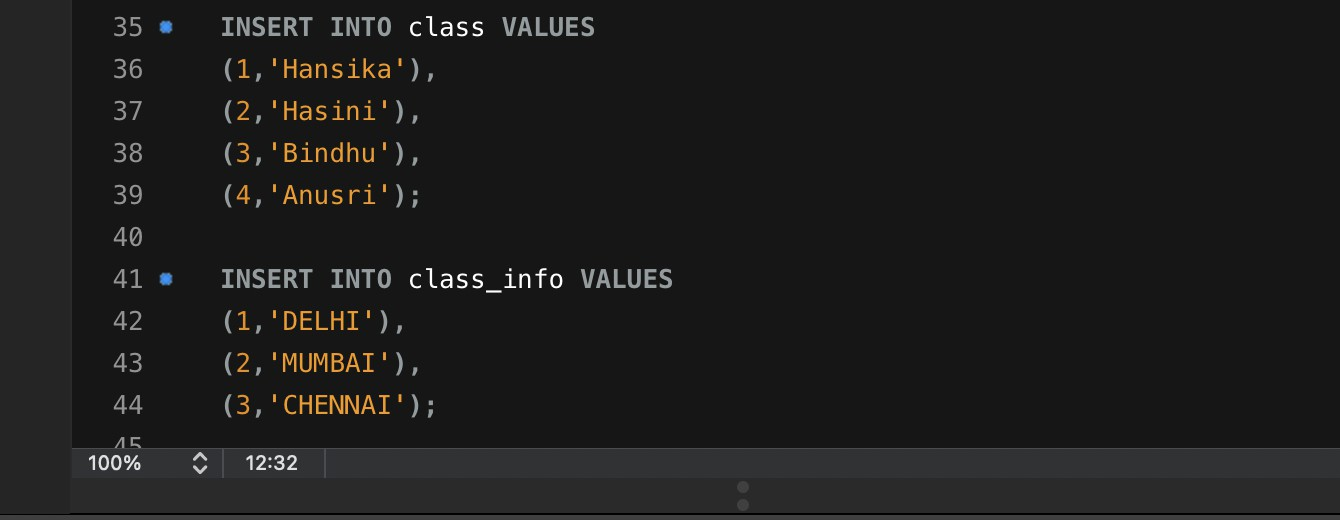 35 INSERT INTO class VALUES
36 (1,'Hansika'),
37 (2,'Hasini'),
38 (3,'Bindhu'),
39 (4,'Anusri');
40
41 INSERT INTO class_info VALUES
42 (1,'DELHI'),
43 (2,'MUMBAI'),
44 (3,'CHENNAI');
45
100% 12:32